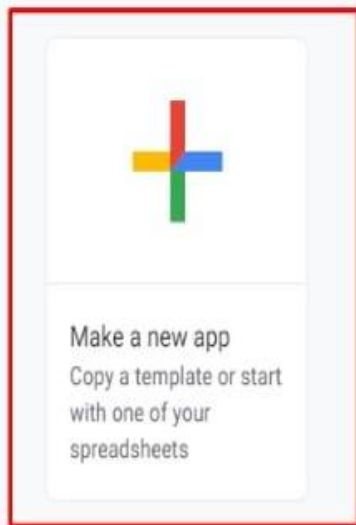 Make a new app
Copy a template or start
with one of your
spreadsheets